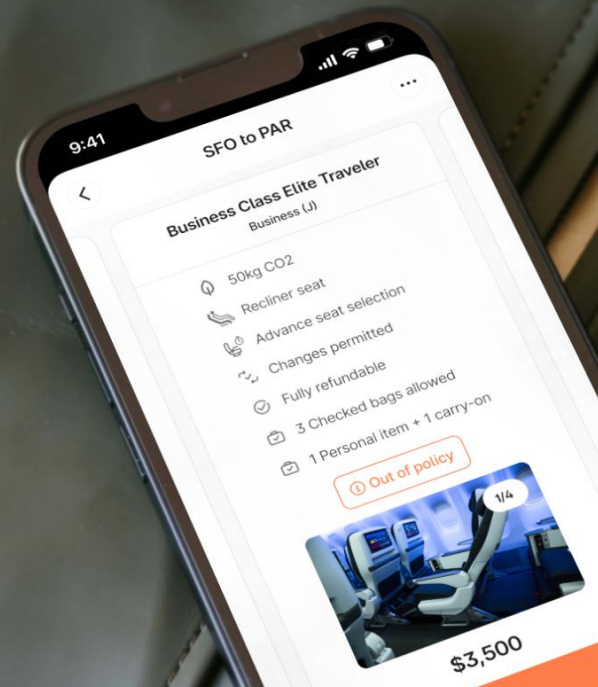 9:41
SFO to PAR
Business Class Elite Traveler
Business (J)
50kg CO2
Recliner seat
Advance seat selection
Changes permitted
Fully refundable
3 Checked bags allowed
1 Personal item + 1 carry-on
Out of policy
1/4
$3,500